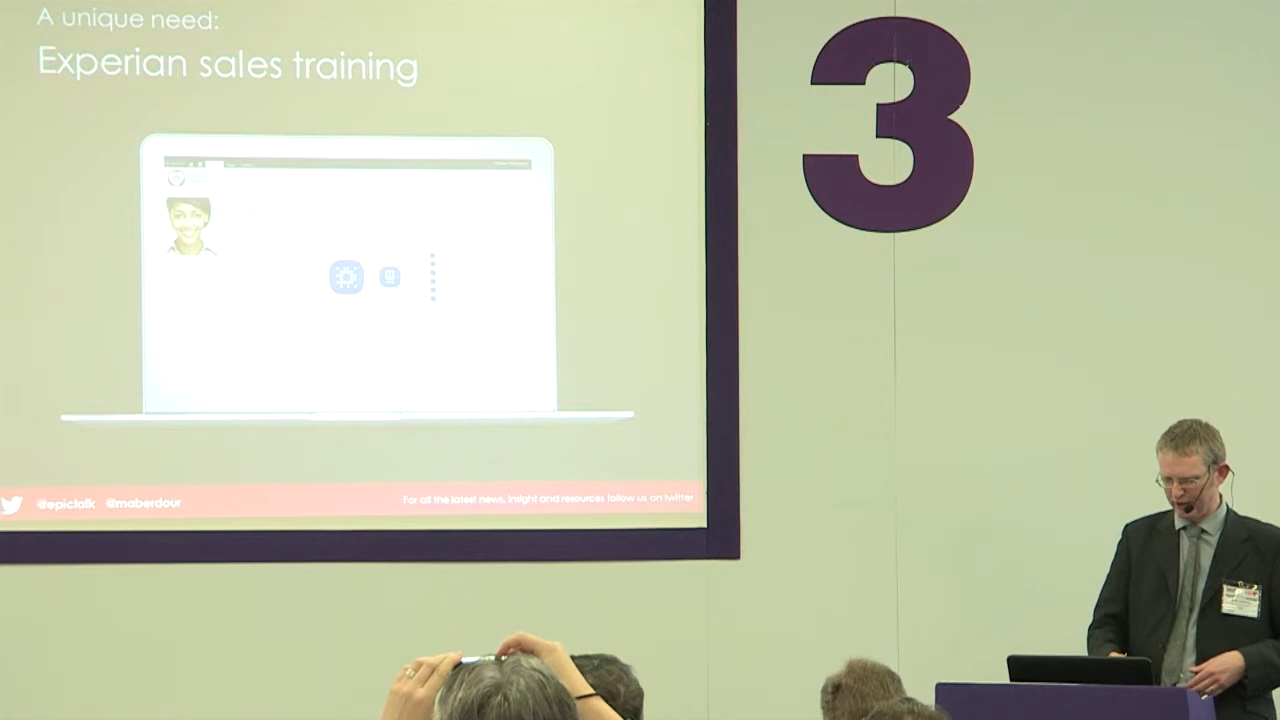 A unique need:
Experian sales training
3
@epictalk @maberdour
For all the latest news, insight and resources follow us on twitter